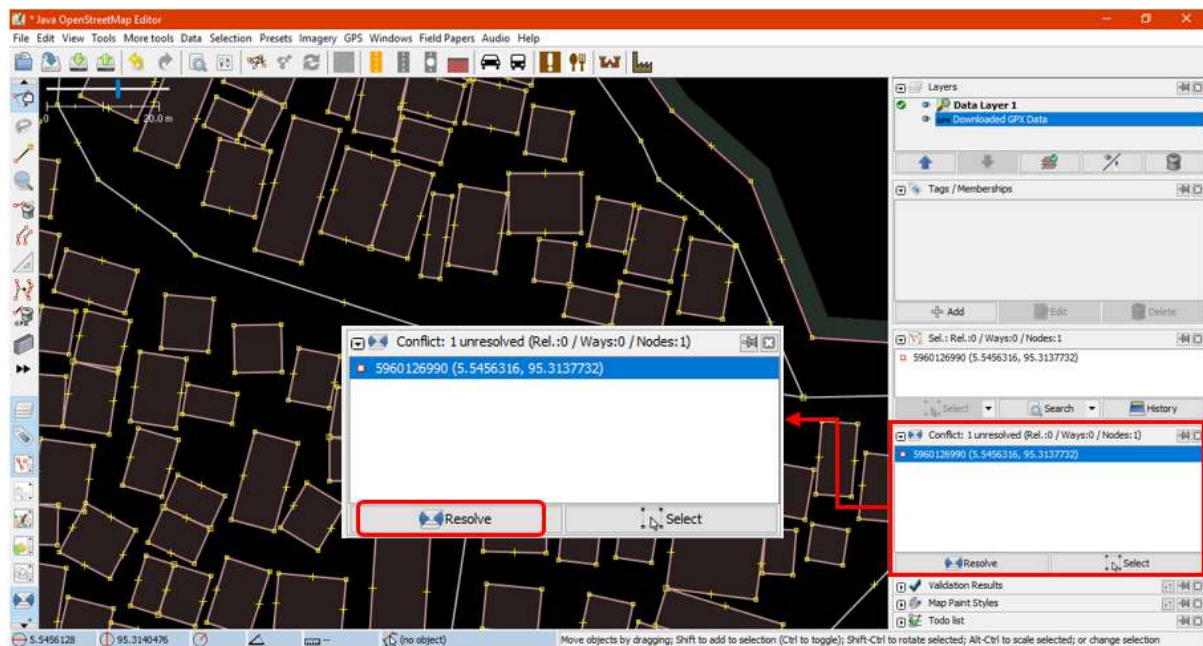 * Java OpenStreetMap Editor
File Edit View Tools More tools Data Selection Presets Imagery GPS Windows Field Papers Audio Help
0 20.0 m
Layers
Data Layer 1
Downloaded GPX Data
Tags / Memberships
Add Edit Delete
Sel.: Rel.:0 / Ways:0 / Nodes:1
5960126990 (5.5456316, 95.3137732)
Select Search History
Conflict: 1 unresolved (Rel.:0 / Ways:0 / Nodes:1)
5960126990 (5.5456316, 95.3137732)
Resolve Select
Conflict: 1 unresolved (Rel.:0 / Ways:0 / Nodes:1)
5960126990 (5.5456316, 95.3137732)
Resolve Select
Validation Results
Map Paint Styles
Todo list
5.5456128 95.3140476 -- (no object) Move objects by dragging; Shift to add to selection (Ctrl to toggle); Shift-Ctrl to rotate selected; Alt-Ctrl to scale selected; or change selection